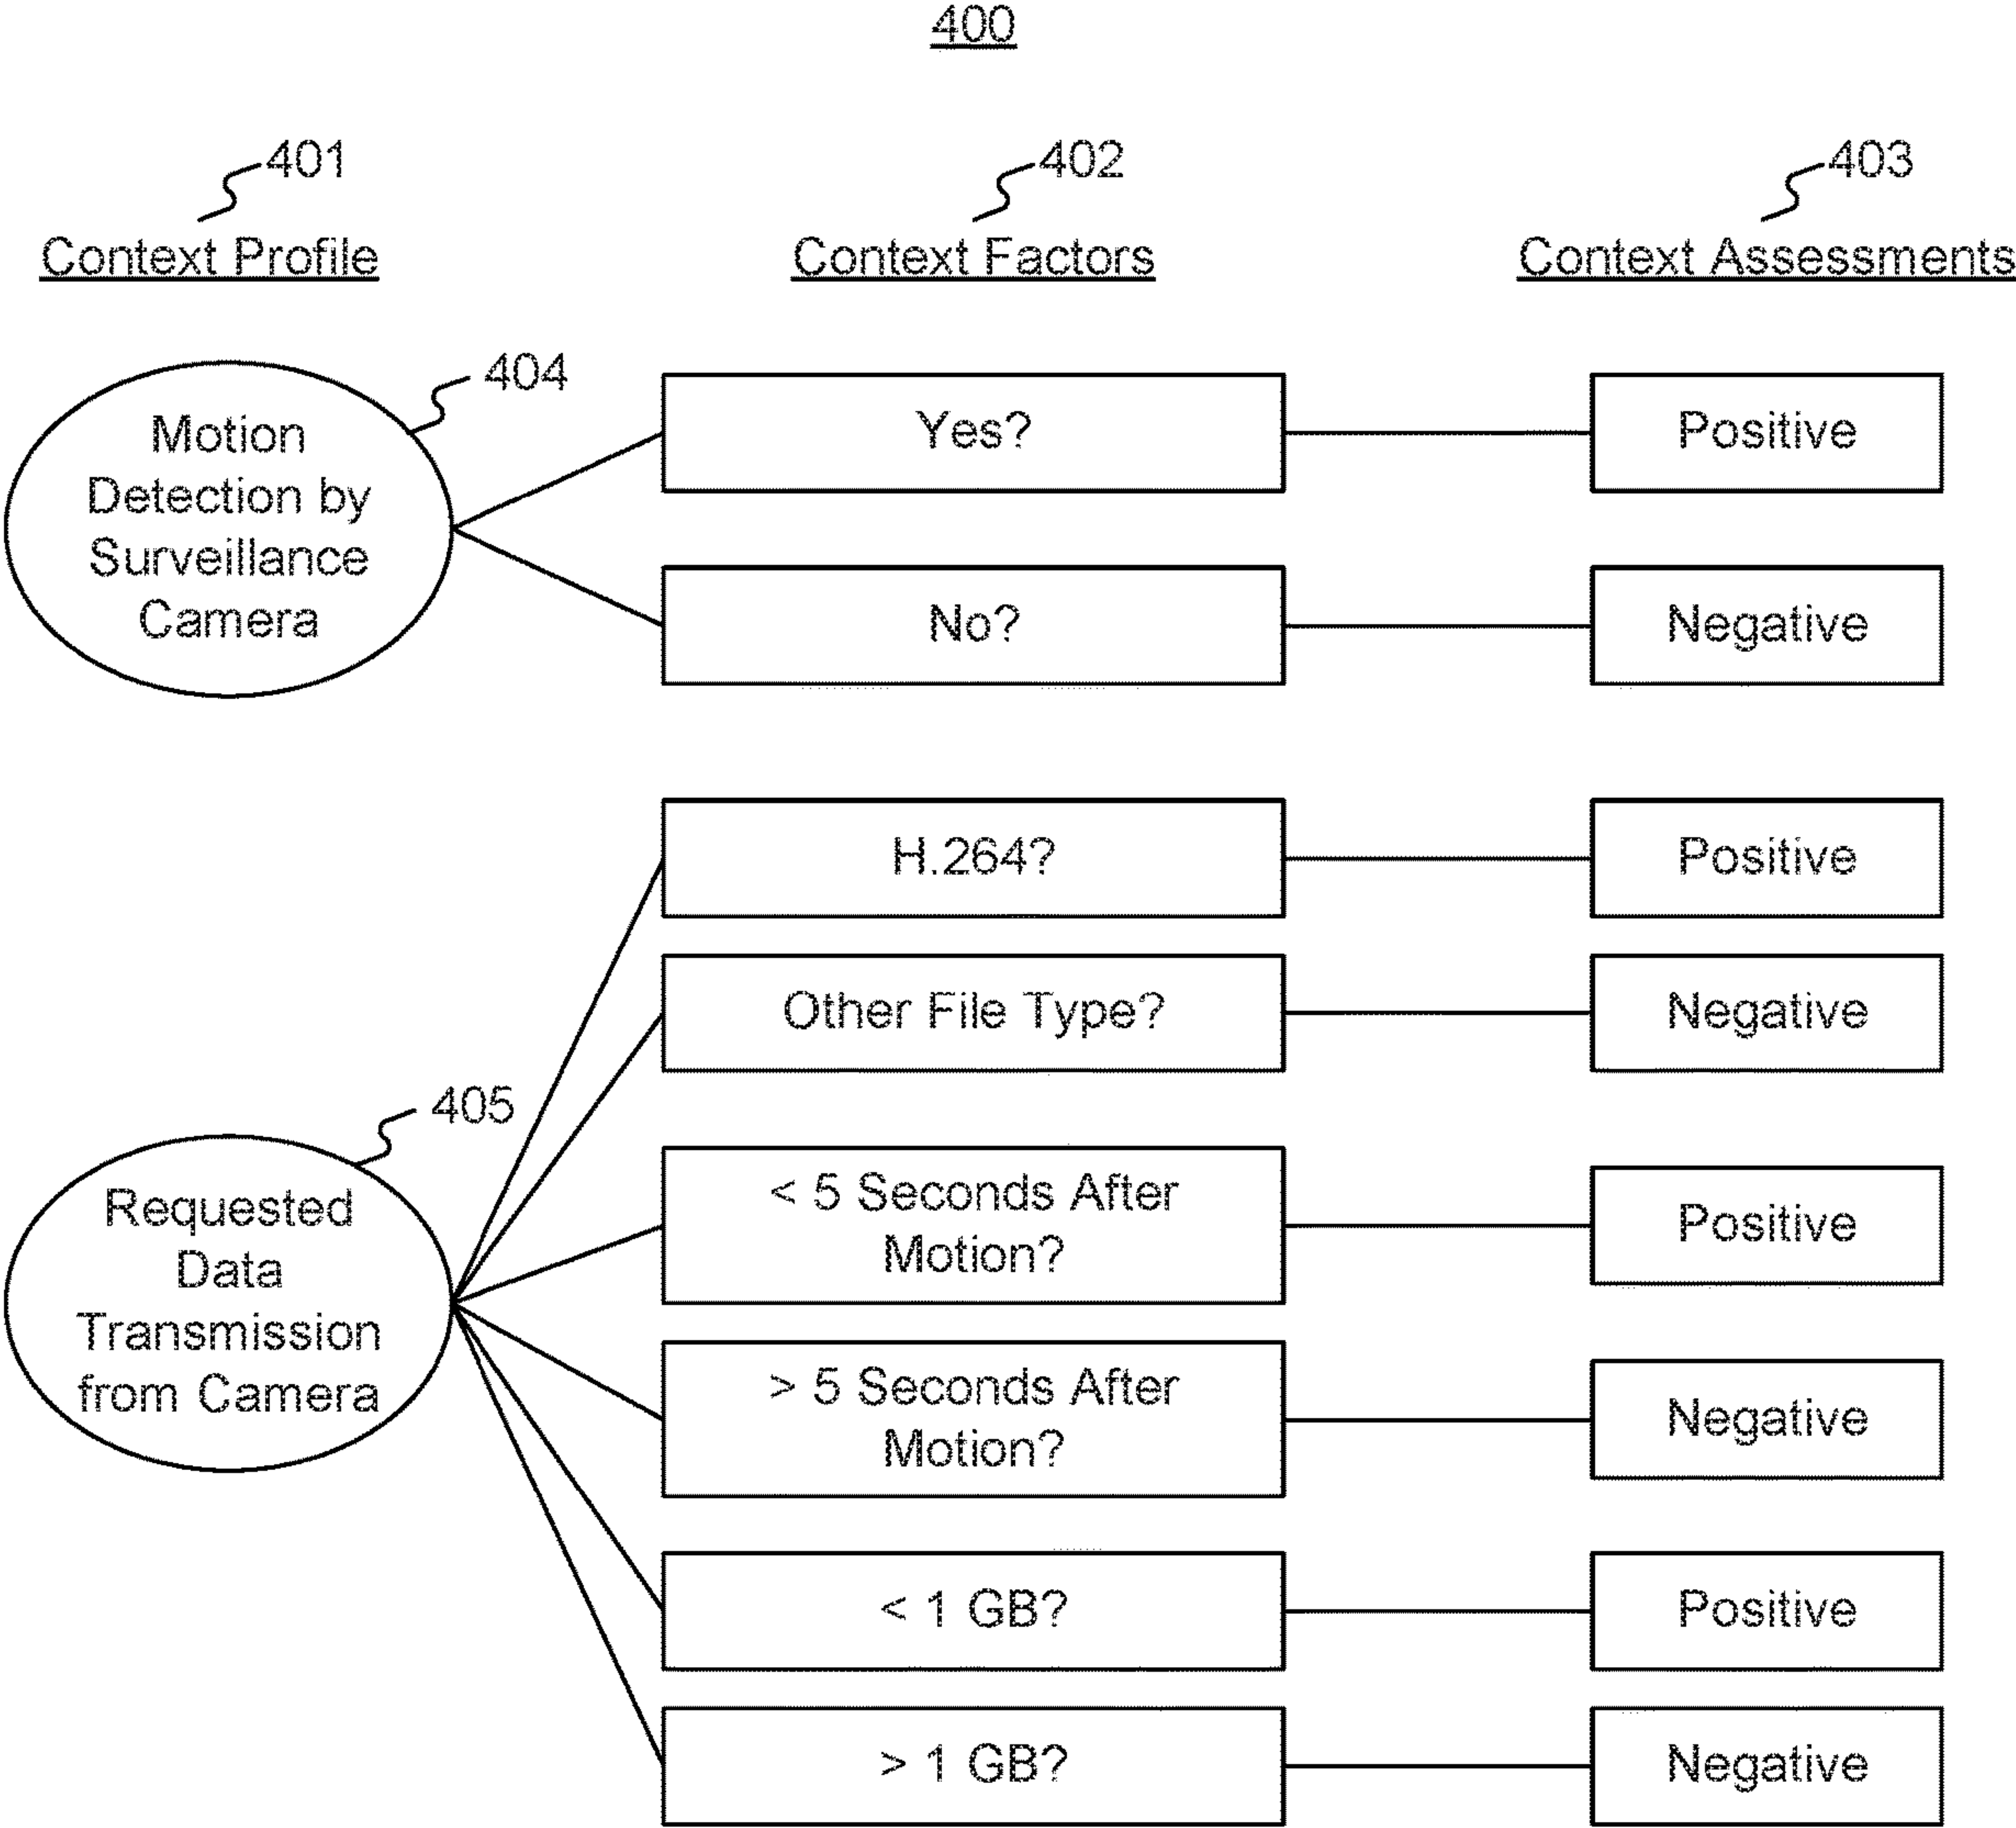 400
401
402
403
Context Profile
Context Factors
Context Assessments
404
Motion
Detection by
Surveillance
Camera
Yes?
Positive
No?
Negative
405
Requested
Data
Transmission
from Camera
H.264?
Positive
Other File Type?
Negative
< 5 Seconds After
Motion?
Positive
> 5 Seconds After
Motion?
Negative
< 1 GB?
Positive
> 1 GB?
Negative